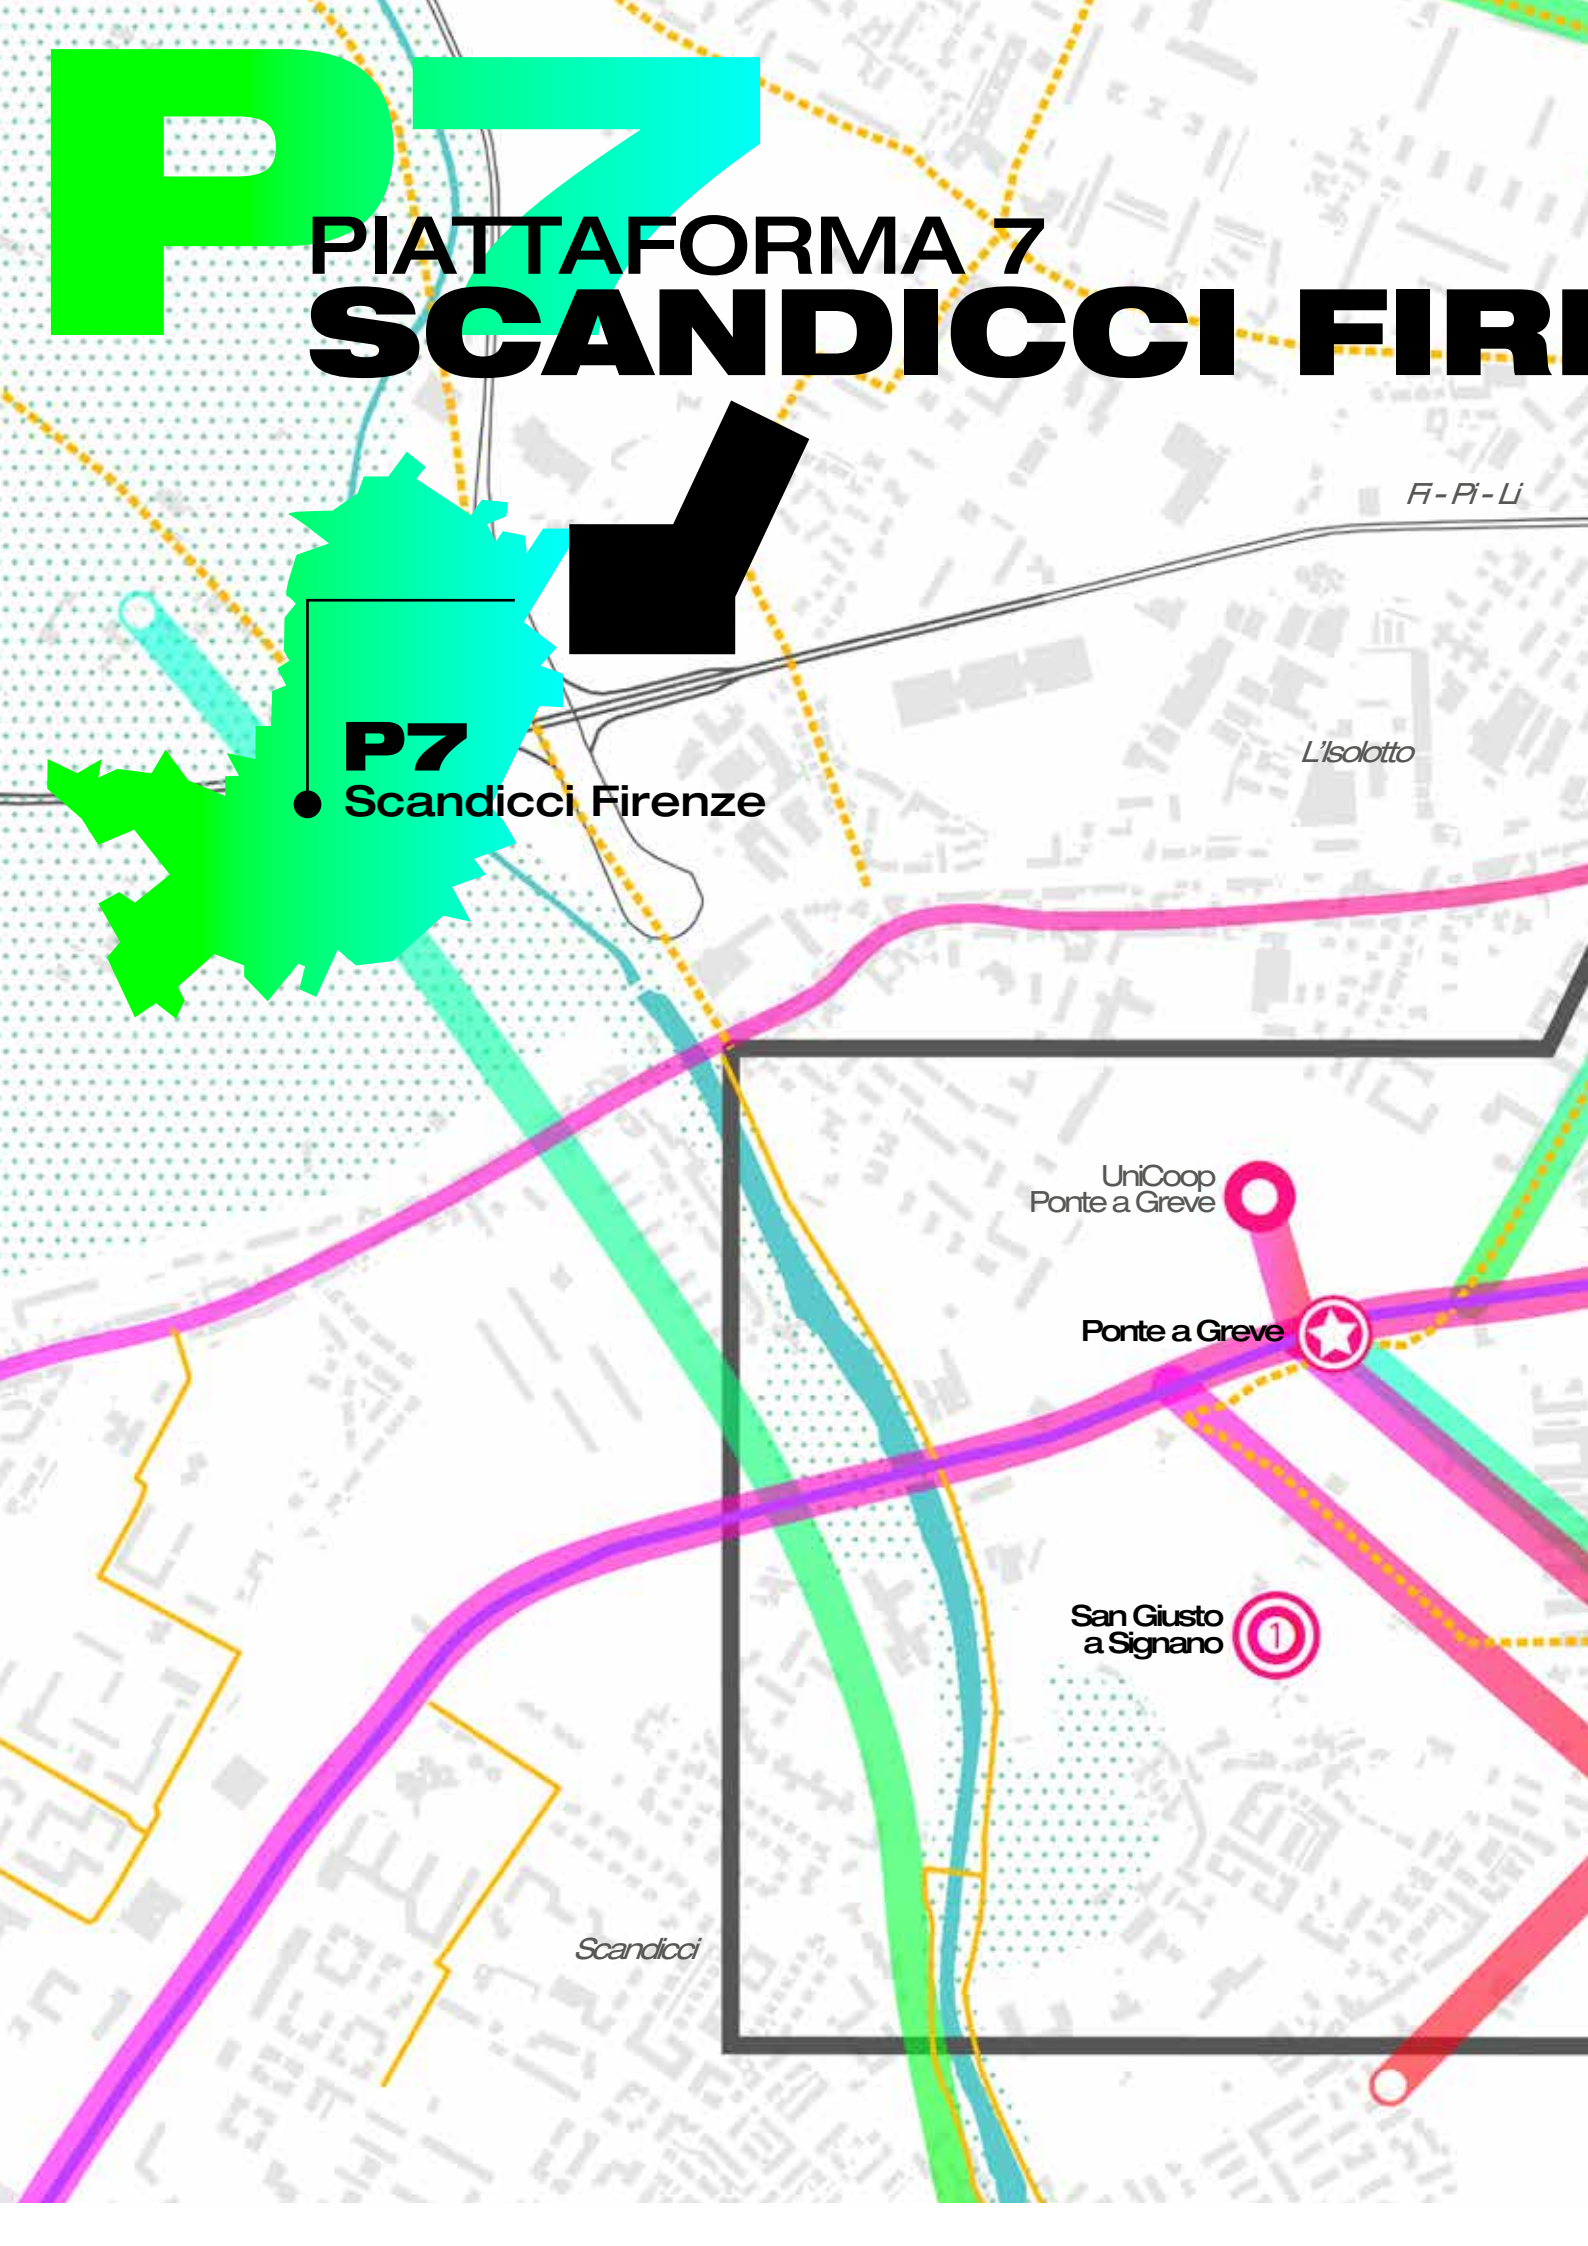 P7
PIATTAFORMA 7
SCANDICCI FIRE
Fi - Pi - Li
P7
Scandicci Firenze
L'Isolotto
UniCoop
Ponte a Greve
Ponte a Greve
San Giusto
a Signano
1
Scandicci